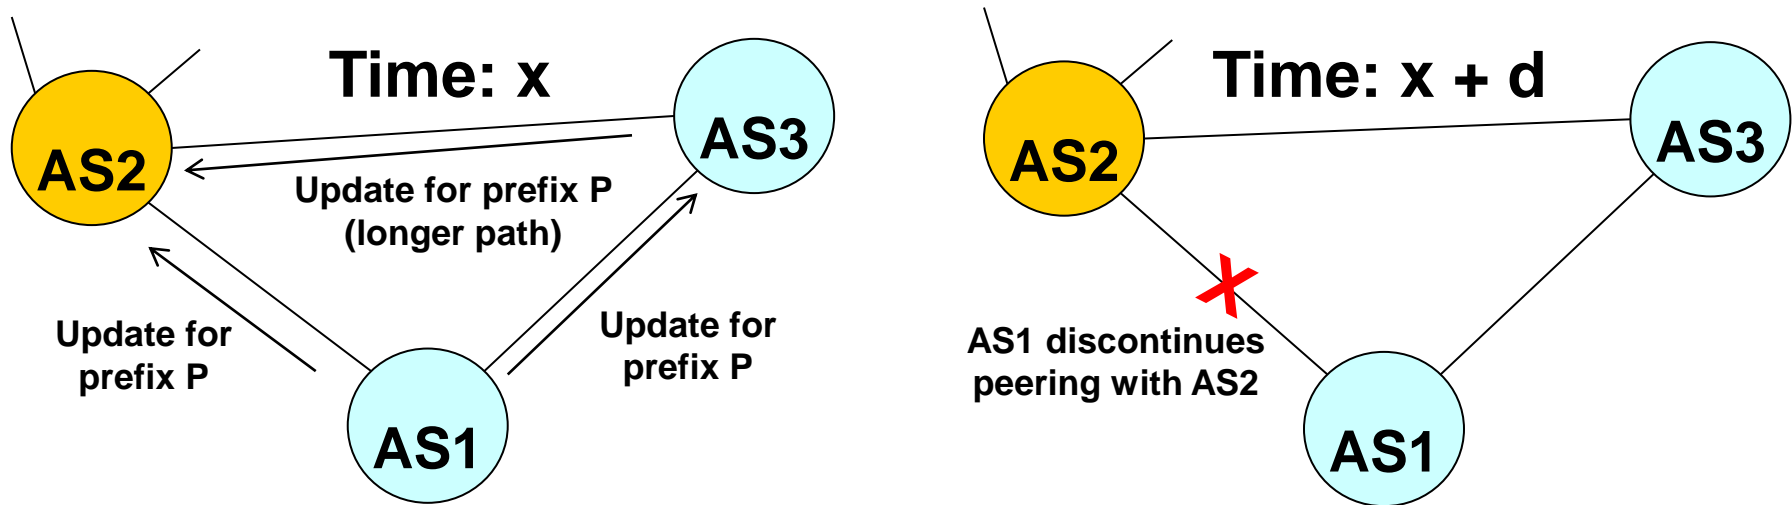 Time: x
AS2
AS3
Update for prefix P
(longer path)
Update for
prefix P
Update for
prefix P
AS1
Time: x + d
AS2
AS3
AS1 discontinues
peering with AS2
AS1